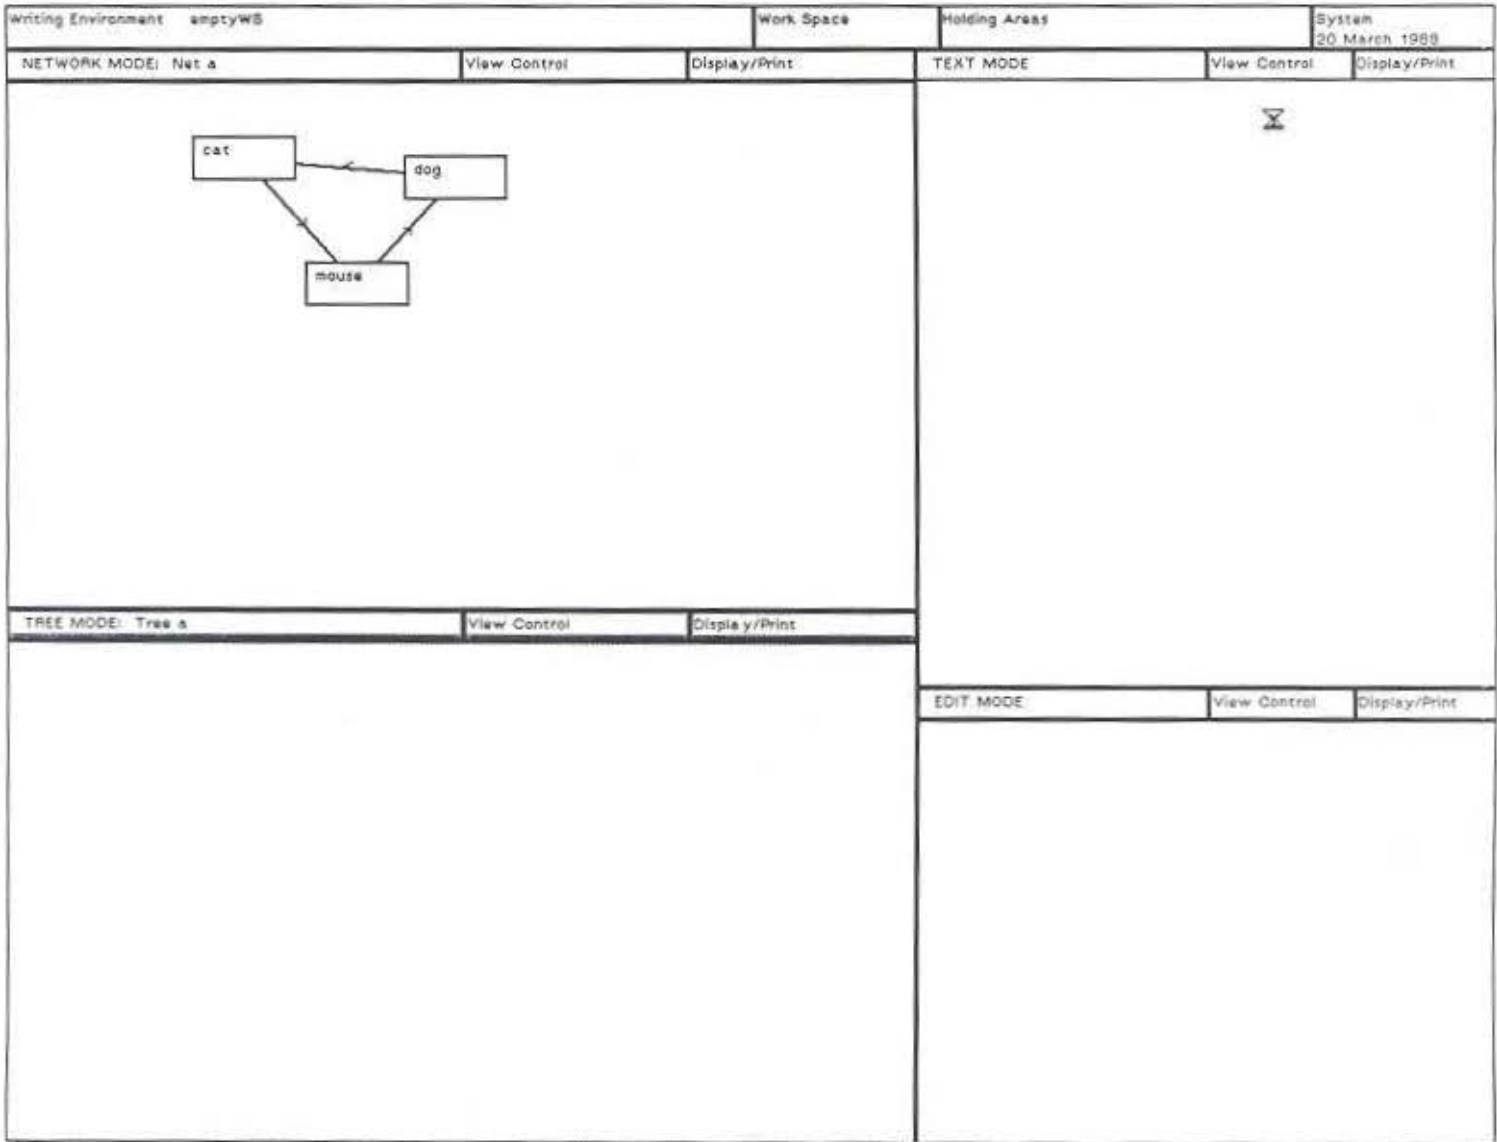 Writing Environment emptyWS
Work Space
Holding Areas
System
20 March 1989
NETWORK MODE: Net a
View Control
Display/Print
TEXT MODE
View Control
Display/Print
cat
dog
mouse
TREE MODE: Tree a
View Control
Display/Print
EDIT MODE
View Control
Display/Print